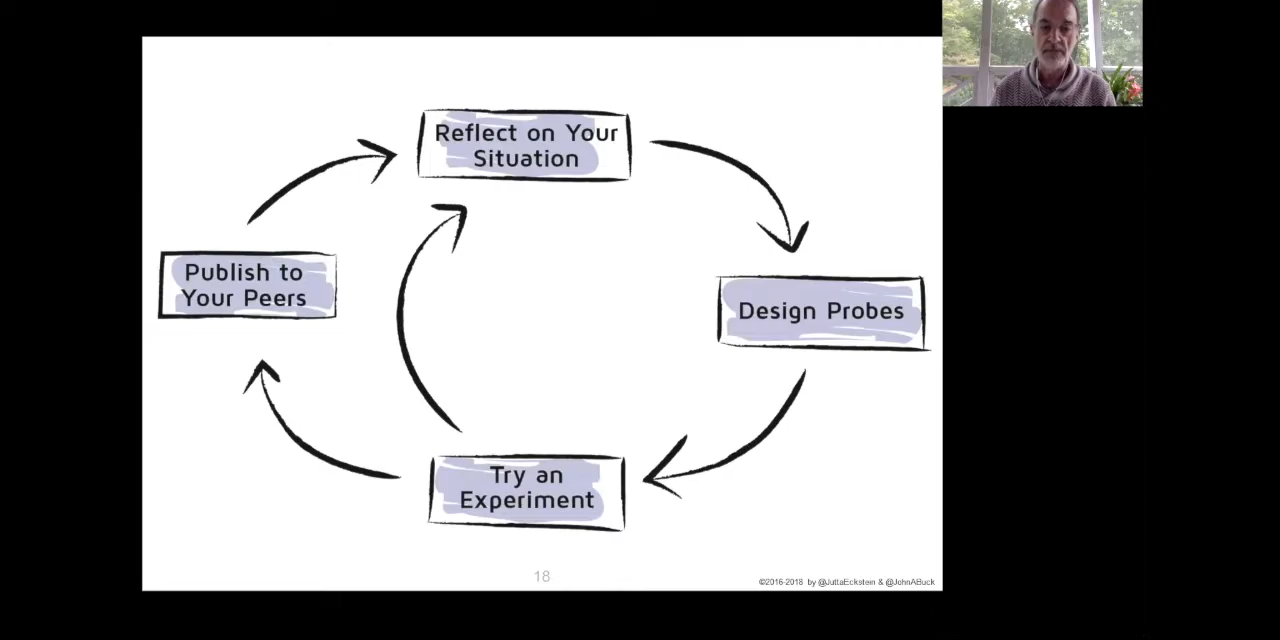 Reflect on Your
Situation
Publish to
Your Peers
Design Probes
Try an
Experiment
18
©2016-2018 by @JuttaEckstein & @JohnABuck